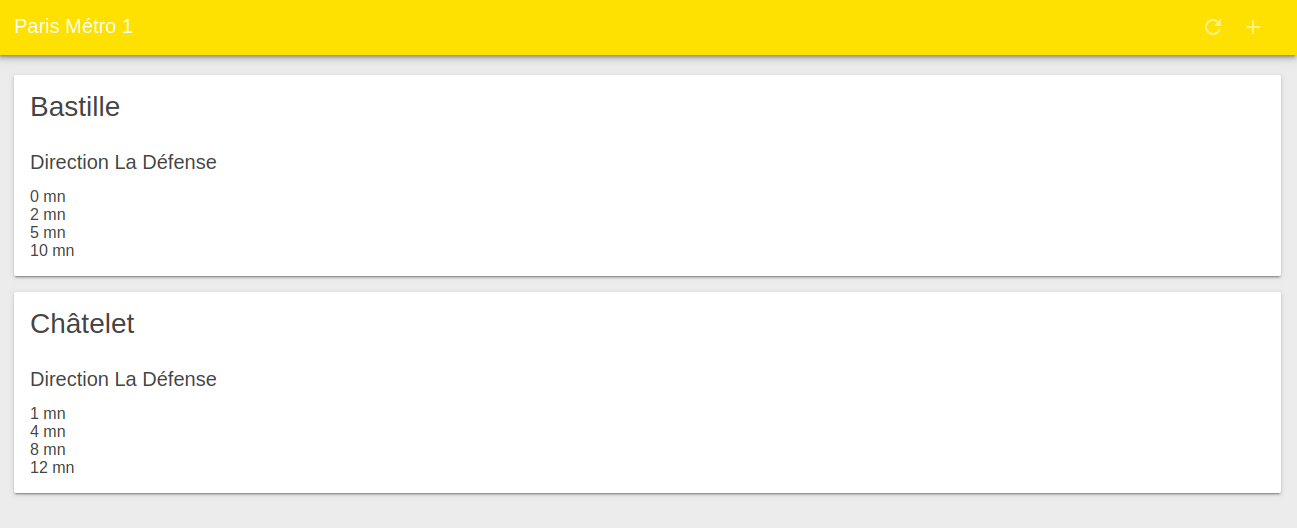 Paris Métro 1
Bastille
Direction La Défense
0 mn
2 mn
5 mn
10 mn
Châtelet
Direction La Défense
1 mn
4 mn
8 mn
12 mn